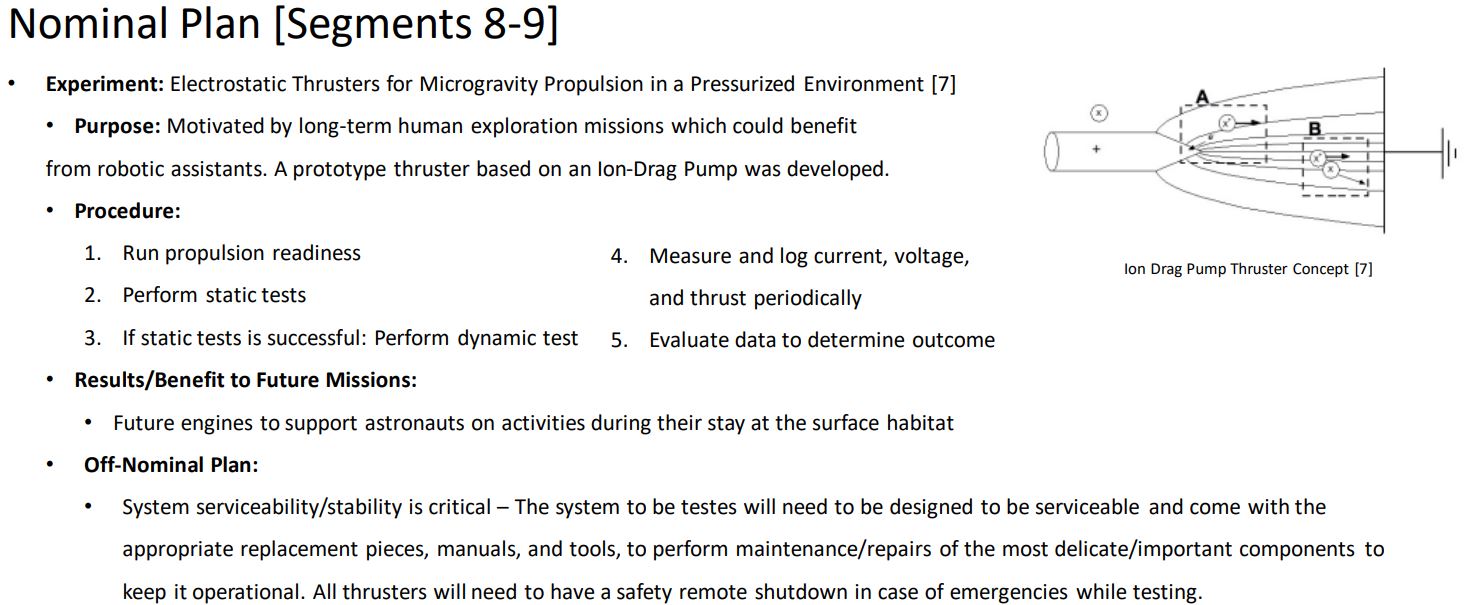 Nominal Plan [Segments 8-9]
• Experiment: Electrostatic Thrusters for Microgravity Propulsion in a Pressurized Environment [7]
• Purpose: Motivated by long-term human exploration missions which could benefit
from robotic assistants. A prototype thruster based on an Ion-Drag Pump was developed.
• Procedure:
1. Run propulsion readiness
2. Perform static tests
3. If static tests is successful: Perform dynamic test
4. Measure and log current, voltage,
and thrust periodically
5. Evaluate data to determine outcome
• Results/Benefit to Future Missions:
• Future engines to support astronauts on activities during their stay at the surface habitat
• Off-Nominal Plan:
• System serviceability/stability is critical – The system to be testes will need to be designed to be serviceable and come with the
appropriate replacement pieces, manuals, and tools, to perform maintenance/repairs of the most delicate/important components to
keep it operational. All thrusters will need to have a safety remote shutdown in case of emergencies while testing.
A
B
x
+
x
x
x
Ion Drag Pump Thruster Concept [7]